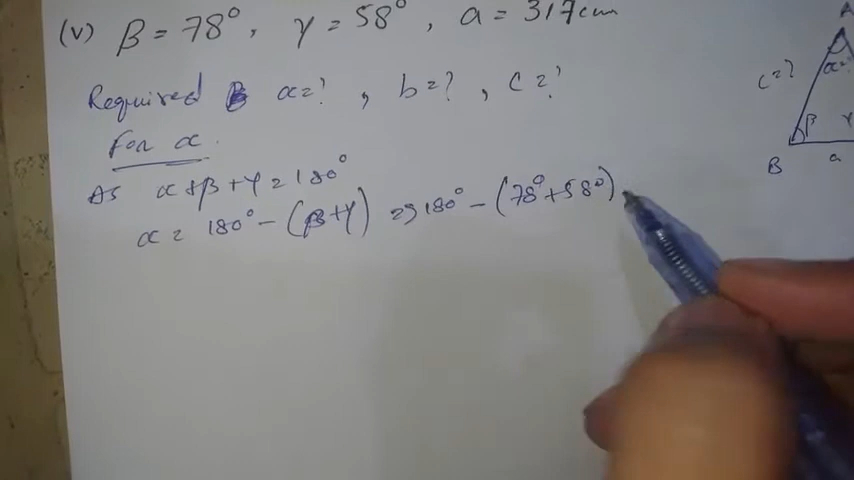 (v) β = 78°, γ = 58°, a = 317cm
Required α=?, b=?, c=?
For α.
As α+β+γ=180°
α = 180° - (β+γ) => 180° - (78°+58°)
A
α=?
c=?
β γ
B a